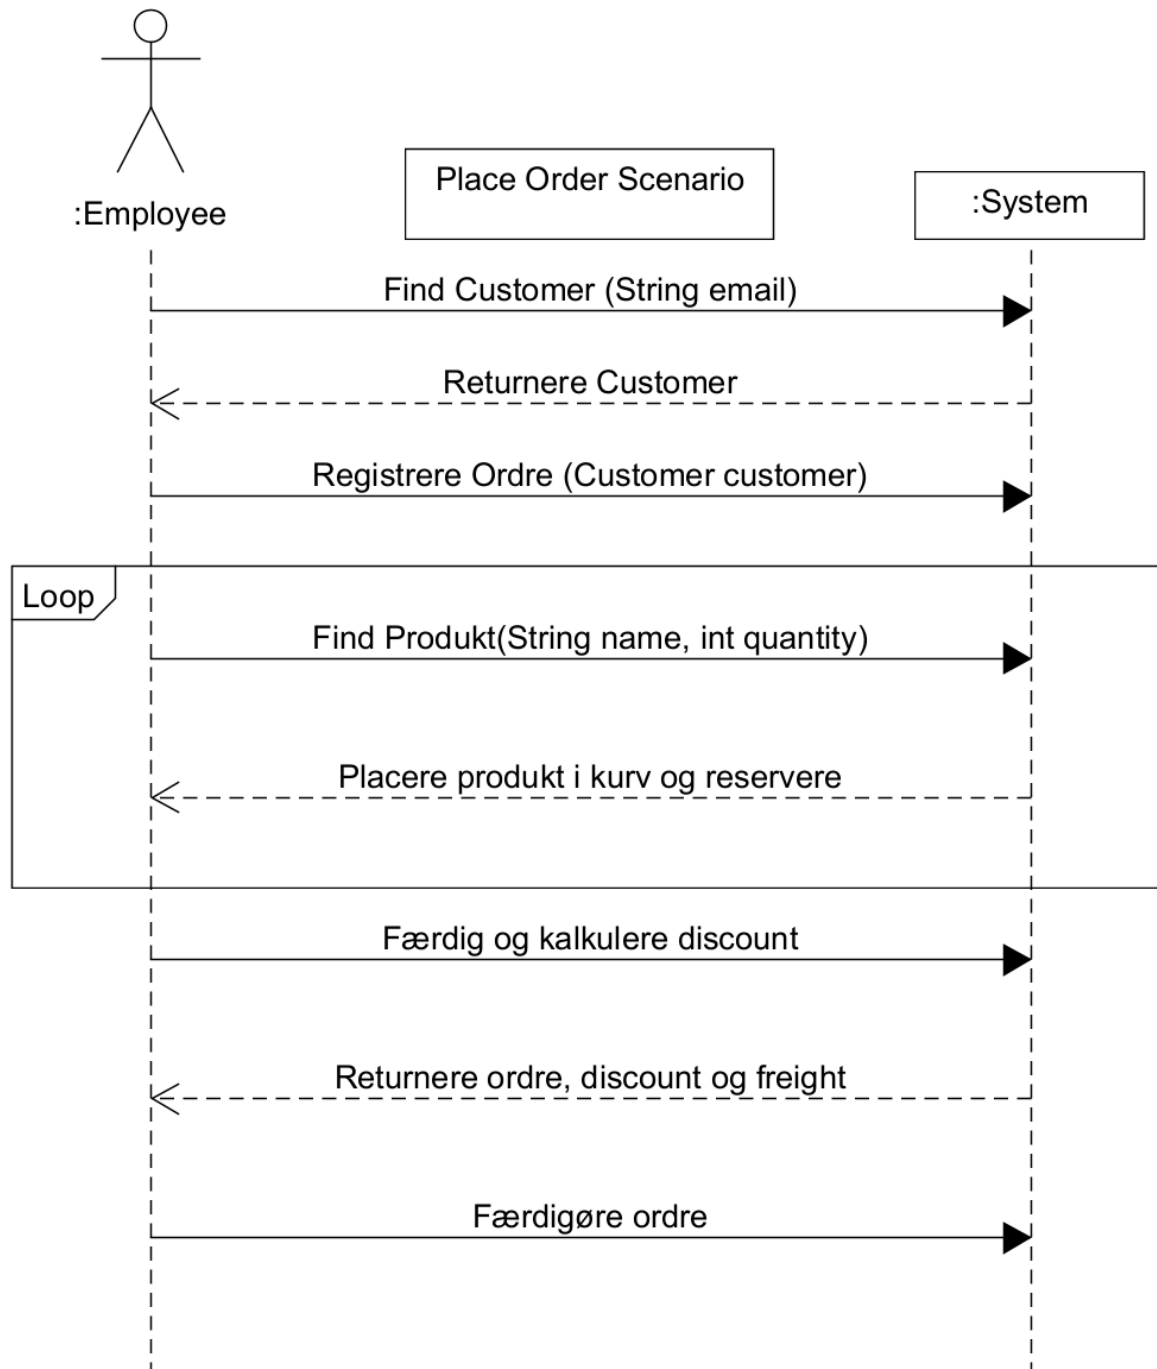 :Employee
Place Order Scenario
:System
Find Customer (String email)
Returnere Customer
Registrere Ordre (Customer customer)
Loop
Find Produkt(String name, int quantity)
Placere produkt i kurv og reservere
Færdig og kalkulere discount
Returnere ordre, discount og freight
Færdigøre ordre